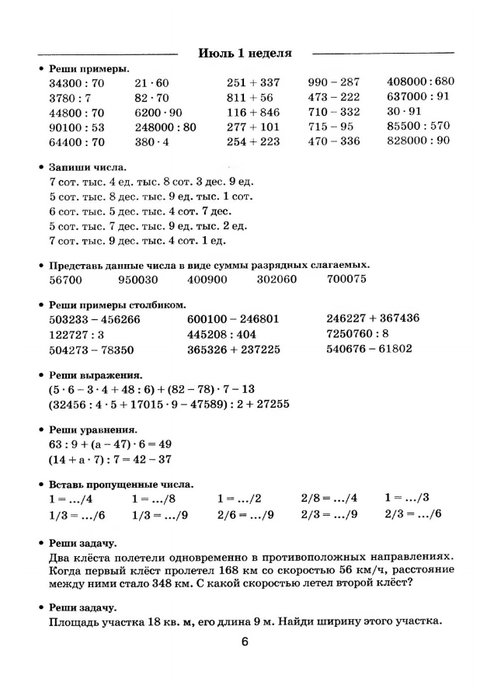 Июль 1 неделя
• Реши примеры.
34300 : 70 21 · 60 251 + 337 990 – 287 408000 : 680
3780 : 7 82 · 70 811 + 56 473 – 222 637000 : 91
44800 : 70 6200 · 90 116 + 846 710 – 332 30 · 91
90100 : 53 248000 : 80 277 + 101 715 – 95 85500 : 570
64400 : 70 380 · 4 254 + 223 470 – 336 828000 : 90
• Запиши числа.
7 сот. тыс. 4 ед. тыс. 8 сот. 3 дес. 9 ед.
5 сот. тыс. 8 дес. тыс. 9 ед. тыс. 1 сот.
6 сот. тыс. 5 дес. тыс. 4 сот. 7 дес.
5 сот. тыс. 7 дес. тыс. 9 ед. тыс. 2 ед.
7 сот. тыс. 9 дес. тыс. 4 сот. 1 ед.
• Представь данные числа в виде суммы разрядных слагаемых.
56700 950030 400900 302060 700075
• Реши примеры столбиком.
503233 – 456266 600100 – 246801 246227 + 367436
122727 : 3 445208 : 404 7250760 : 8
504273 – 78350 365326 + 237225 540676 – 61802
• Реши выражения.
(5 · 6 – 3 · 4 + 48 : 6) + (82 – 78) · 7 – 13
(32456 : 4 · 5 + 17015 · 9 – 47589) : 2 + 27255
• Реши уравнения.
63 : 9 + (а – 47) · 6 = 49
(14 + а · 7) : 7 = 42 – 37
• Вставь пропущенные числа.
1 = .../4 1 = .../8 1 = .../2 2/8 = .../4 1 = .../3
1/3 = .../6 1/3 = .../9 2/6 = .../9 2/3 = .../9 2/3 = .../6
• Реши задачу.
Два клёста полетели одновременно в противоположных направлениях.
Когда первый клёст пролетел 168 км со скоростью 56 км/ч, расстояние
между ними стало 348 км. С какой скоростью летел второй клёст?
• Реши задачу.
Площадь участка 18 кв. м, его длина 9 м. Найди ширину этого участка.
6